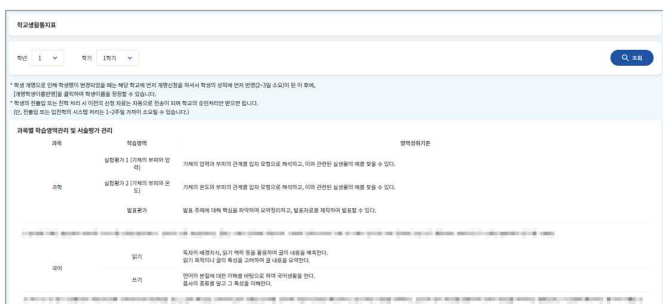 학교생활통지표
학년 1 학기 1학기 조회
* 학생 개명으로 인해 학생명이 변경되었을 때는 해당 학교에 먼저 개명신청을 하셔서 학생의 성적에 먼저 반영(2~3일 소요)이 된 이 후에,
[개명학생이름반영]을 클릭하여 학생이름을 정정할 수 있습니다.
* 학생의 전출입 또는 진학 처리 시 이전의 신청 자료는 자동으로 전송이 되며 학교의 승인처리만 받으면 됩니다.
(단, 전출입 또는 입진학의 시스템 처리는 1~2주일 가까이 소요될 수 있습니다.)
과목별 학습영역관리 및 서술평가 관리
과목 학습영역 영역성취기준
실험평가 1 (기체의 부피와 압
력)
기체의 압력과 부피의 관계를 입자 모형으로 해석하고, 이와 관련된 실생활의 예를 찾을 수 있다.
과학
실험평가 2 (기체의 부피와 온
도)
기체의 온도와 부피의 관계를 입자 모형으로 해석하고, 이와 관련된 실생활의 예를 찾을 수 있다.
발표평가 발표 주제에 대해 핵심을 파악하여 요약정리하고, 발표자료를 제작하여 발표할 수 있다.
국어
읽기
독자의 배경지식, 읽기 맥락 등을 활용하여 글의 내용을 예측한다.
읽기 목적이나 글의 특성을 고려하여 글 내용을 요약한다.
쓰기
언어의 본질에 대한 이해를 바탕으로 하여 국어생활을 한다.
품사의 종류를 알고 그 특성을 이해한다.